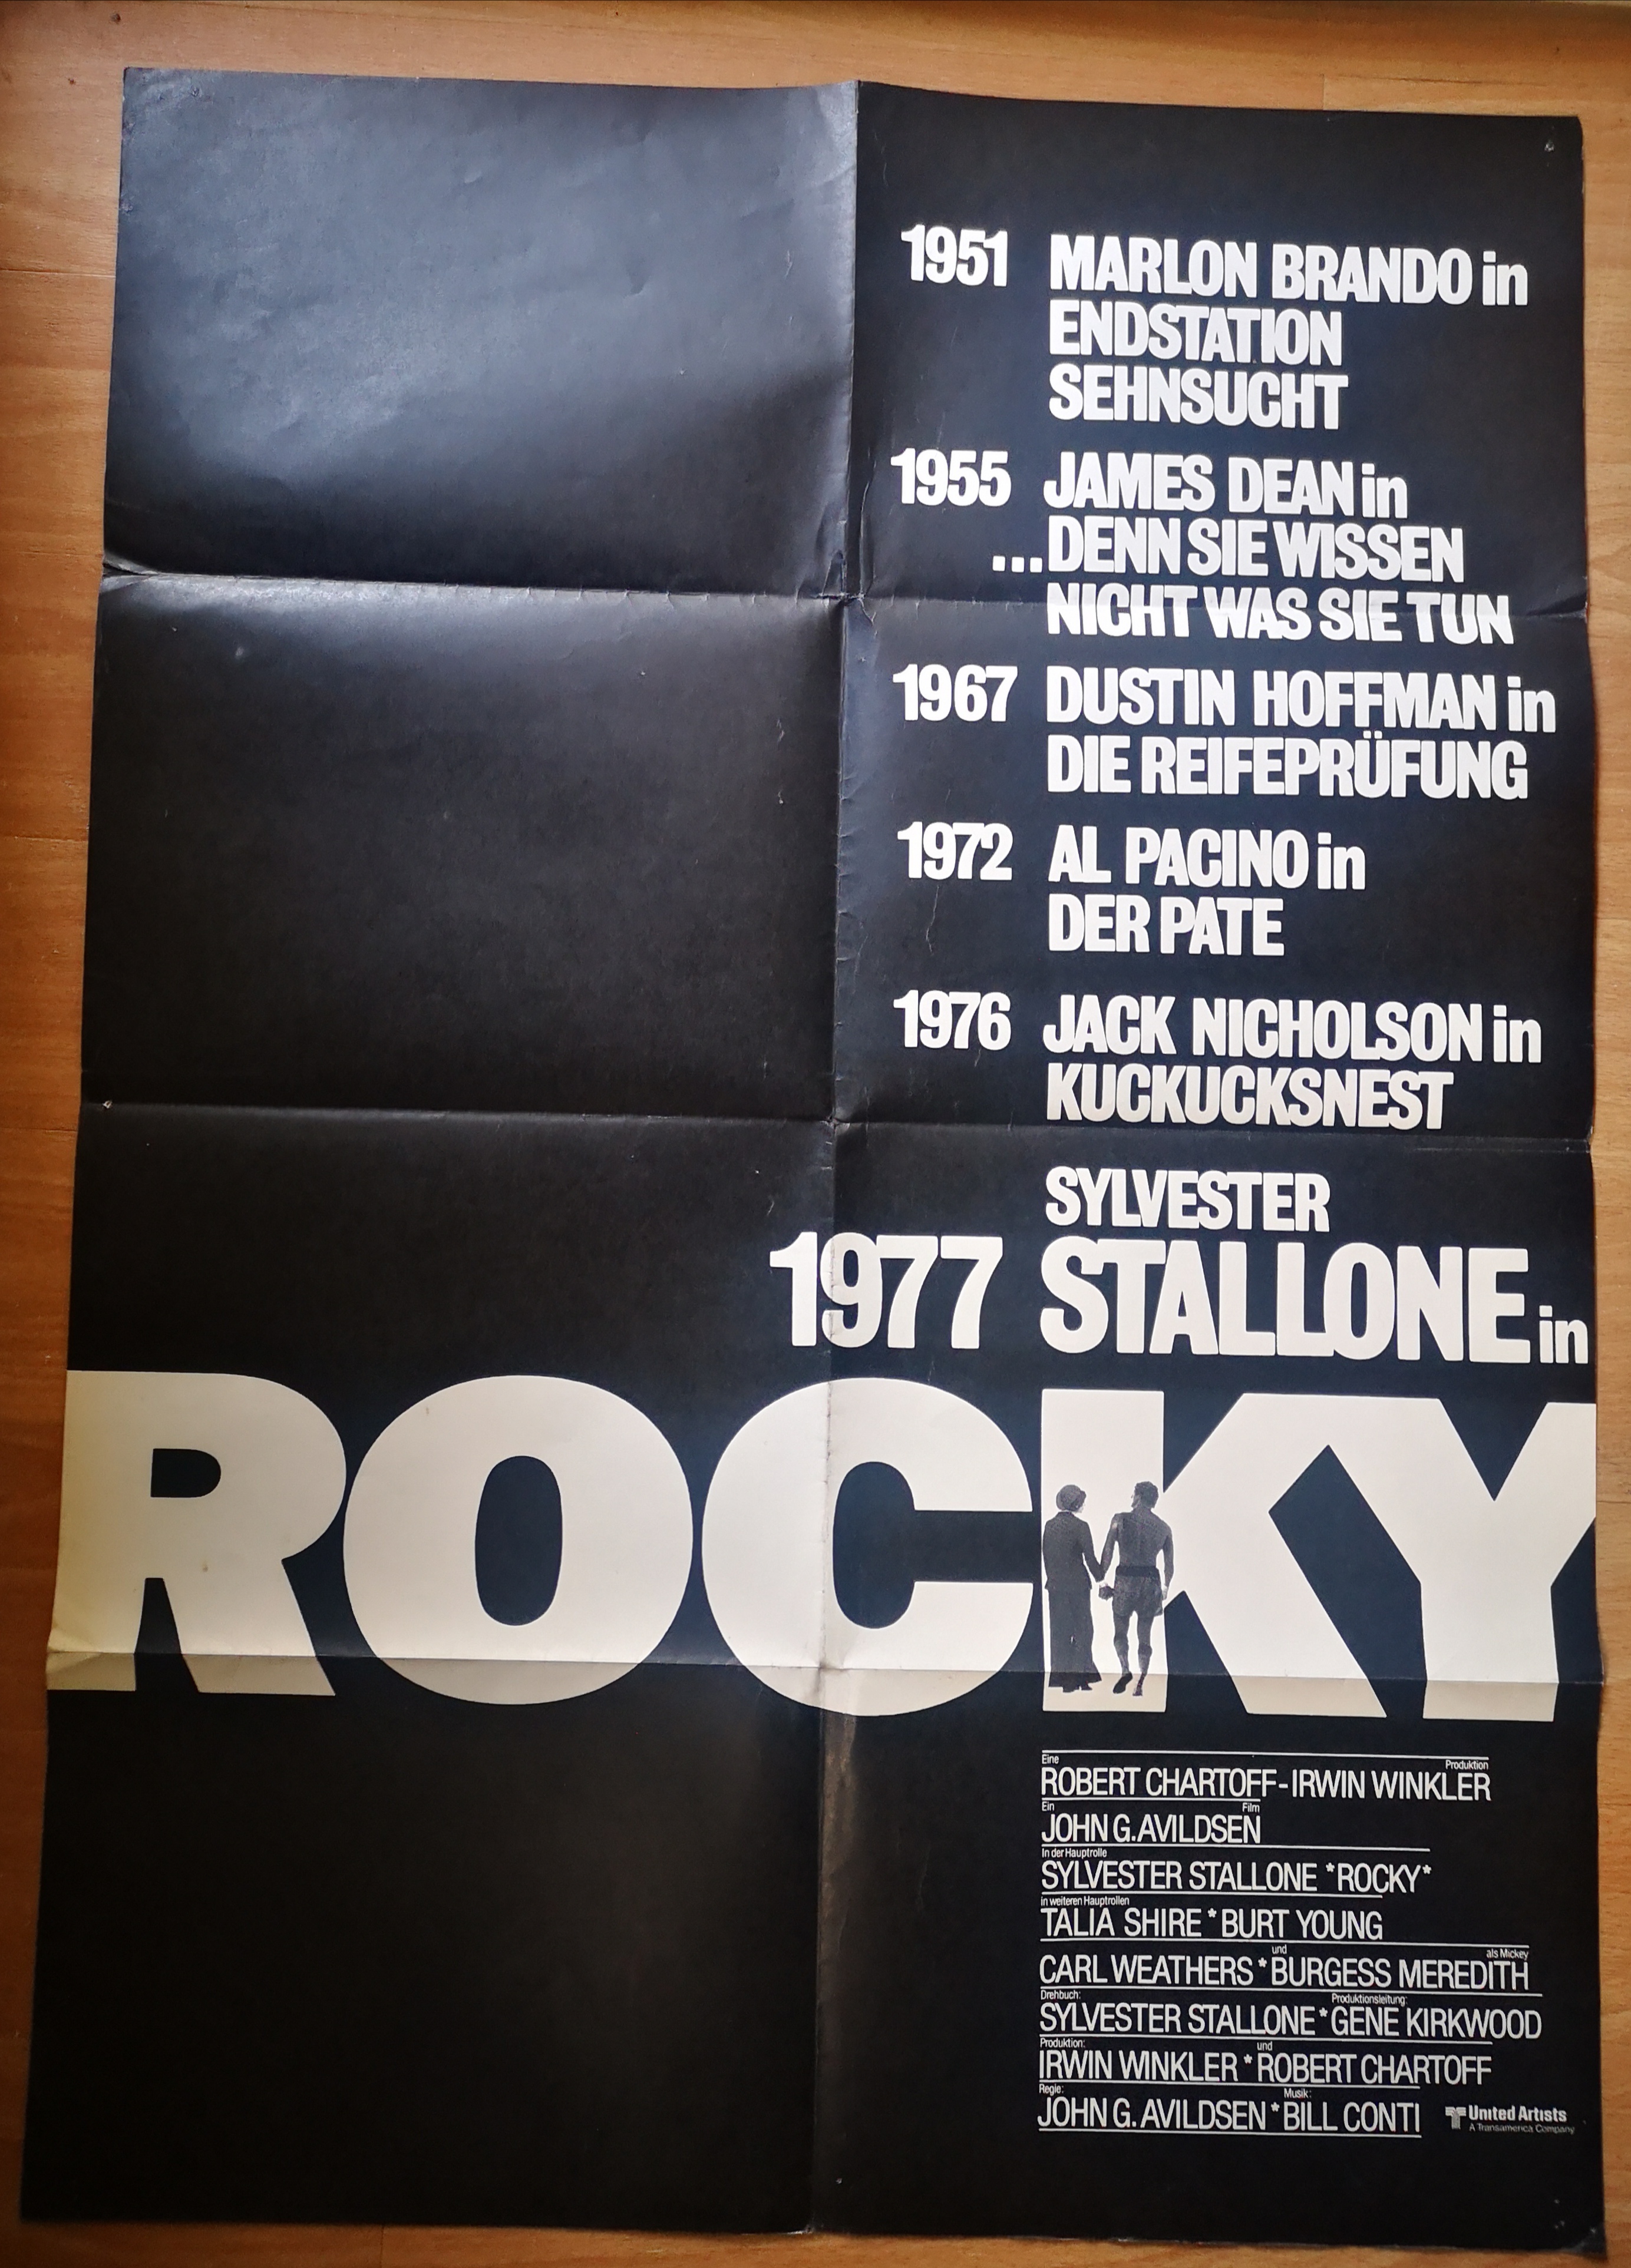 1951 MARLON BRANDO in
ENDSTATION
SEHNSUCHT
1955 JAMES DEAN in
...DENN SIE WISSEN
NICHT WAS SIE TUN
1967 DUSTIN HOFFMAN in
DIE REIFEPRÜFUNG
1972 AL PACINO in
DER PATE
1976 JACK NICHOLSON in
KUCKUCKSNEST
SYLVESTER
1977 STALLONE in
ROCKY
Eine Produktion
ROBERT CHARTOFF-IRWIN WINKLER
Ein Film
JOHN G. AVILDSEN
In der Hauptrolle
SYLVESTER STALLONE *ROCKY*
in weiteren Hauptrollen
TALIA SHIRE * BURT YOUNG
und als Mickey
CARL WEATHERS * BURGESS MEREDITH
Drehbuch: Produktionsleitung:
SYLVESTER STALLONE * GENE KIRKWOOD
Produktion: und
IRWIN WINKLER * ROBERT CHARTOFF
Regie: Musik:
JOHN G. AVILDSEN * BILL CONTI
United Artists
A Transamerica Company